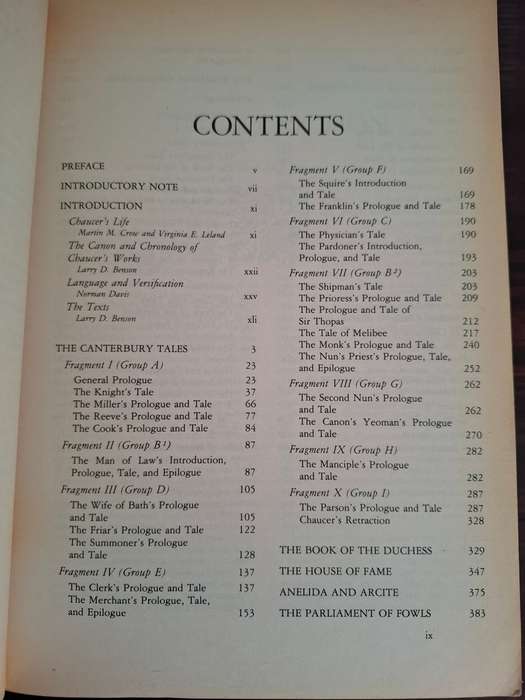 CONTENTS
PREFACE v
INTRODUCTORY NOTE vii
INTRODUCTION xi
Chaucer's Life
Martin M. Crow and Virginia E. Leland xi
The Canon and Chronology of
Chaucer's Works
Larry D. Benson xxii
Language and Versification
Norman Davis xxv
The Texts
Larry D. Benson xli
THE CANTERBURY TALES 3
Fragment I (Group A) 23
General Prologue 23
The Knight's Tale 37
The Miller's Prologue and Tale 66
The Reeve's Prologue and Tale 77
The Cook's Prologue and Tale 84
Fragment II (Group B¹) 87
The Man of Law's Introduction,
Prologue, Tale, and Epilogue 87
Fragment III (Group D) 105
The Wife of Bath's Prologue
and Tale 105
The Friar's Prologue and Tale 122
The Summoner's Prologue
and Tale 128
Fragment IV (Group E) 137
The Clerk's Prologue and Tale 137
The Merchant's Prologue, Tale,
and Epilogue 153
Fragment V (Group F) 169
The Squire's Introduction
and Tale 169
The Franklin's Prologue and Tale 178
Fragment VI (Group C) 190
The Physician's Tale 190
The Pardoner's Introduction,
Prologue, and Tale 193
Fragment VII (Group B²) 203
The Shipman's Tale 203
The Prioress's Prologue and Tale 209
The Prologue and Tale of
Sir Thopas 212
The Tale of Melibee 217
The Monk's Prologue and Tale 240
The Nun's Priest's Prologue, Tale,
and Epilogue 252
Fragment VIII (Group G) 262
The Second Nun's Prologue
and Tale 262
The Canon's Yeoman's Prologue
and Tale 270
Fragment IX (Group H) 282
The Manciple's Prologue
and Tale 282
Fragment X (Group I) 287
The Parson's Prologue and Tale 287
Chaucer's Retraction 328
THE BOOK OF THE DUCHESS 329
THE HOUSE OF FAME 347
ANELIDA AND ARCITE 375
THE PARLIAMENT OF FOWLS 383
ix